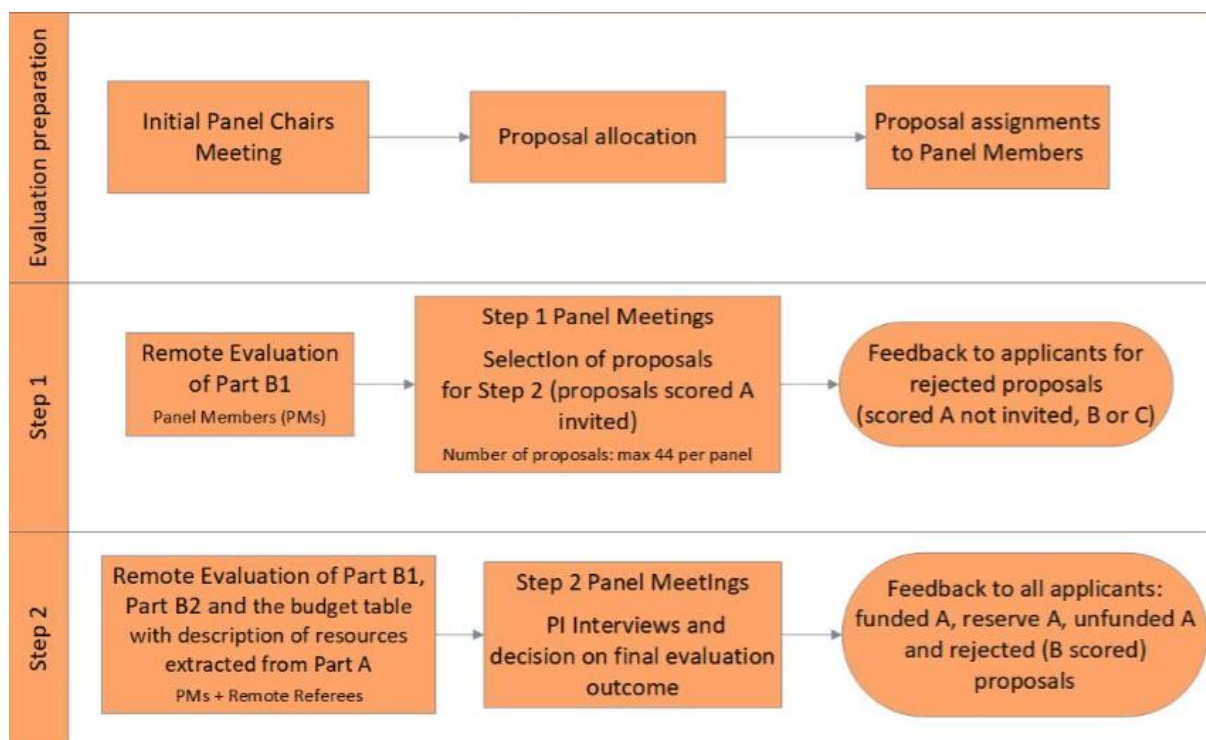 Evaluation preparation
Initial Panel Chairs
Meeting
Proposal allocation
Proposal assignments
to Panel Members
Step 1
Remote Evaluation
of Part B1
Panel Members (PMs)
Step 1 Panel Meetings
Selection of proposals
for Step 2 (proposals scored A
invited)
Number of proposals: max 44 per panel
Feedback to applicants for
rejected proposals
(scored A not invited, B or C)
Step 2
Remote Evaluation of Part B1,
Part B2 and the budget table
with description of resources
extracted from Part A
PMs + Remote Referees
Step 2 Panel Meetings
PI Interviews and
decision on final evaluation
outcome
Feedback to all applicants:
funded A, reserve A, unfunded A
and rejected (B scored)
proposals